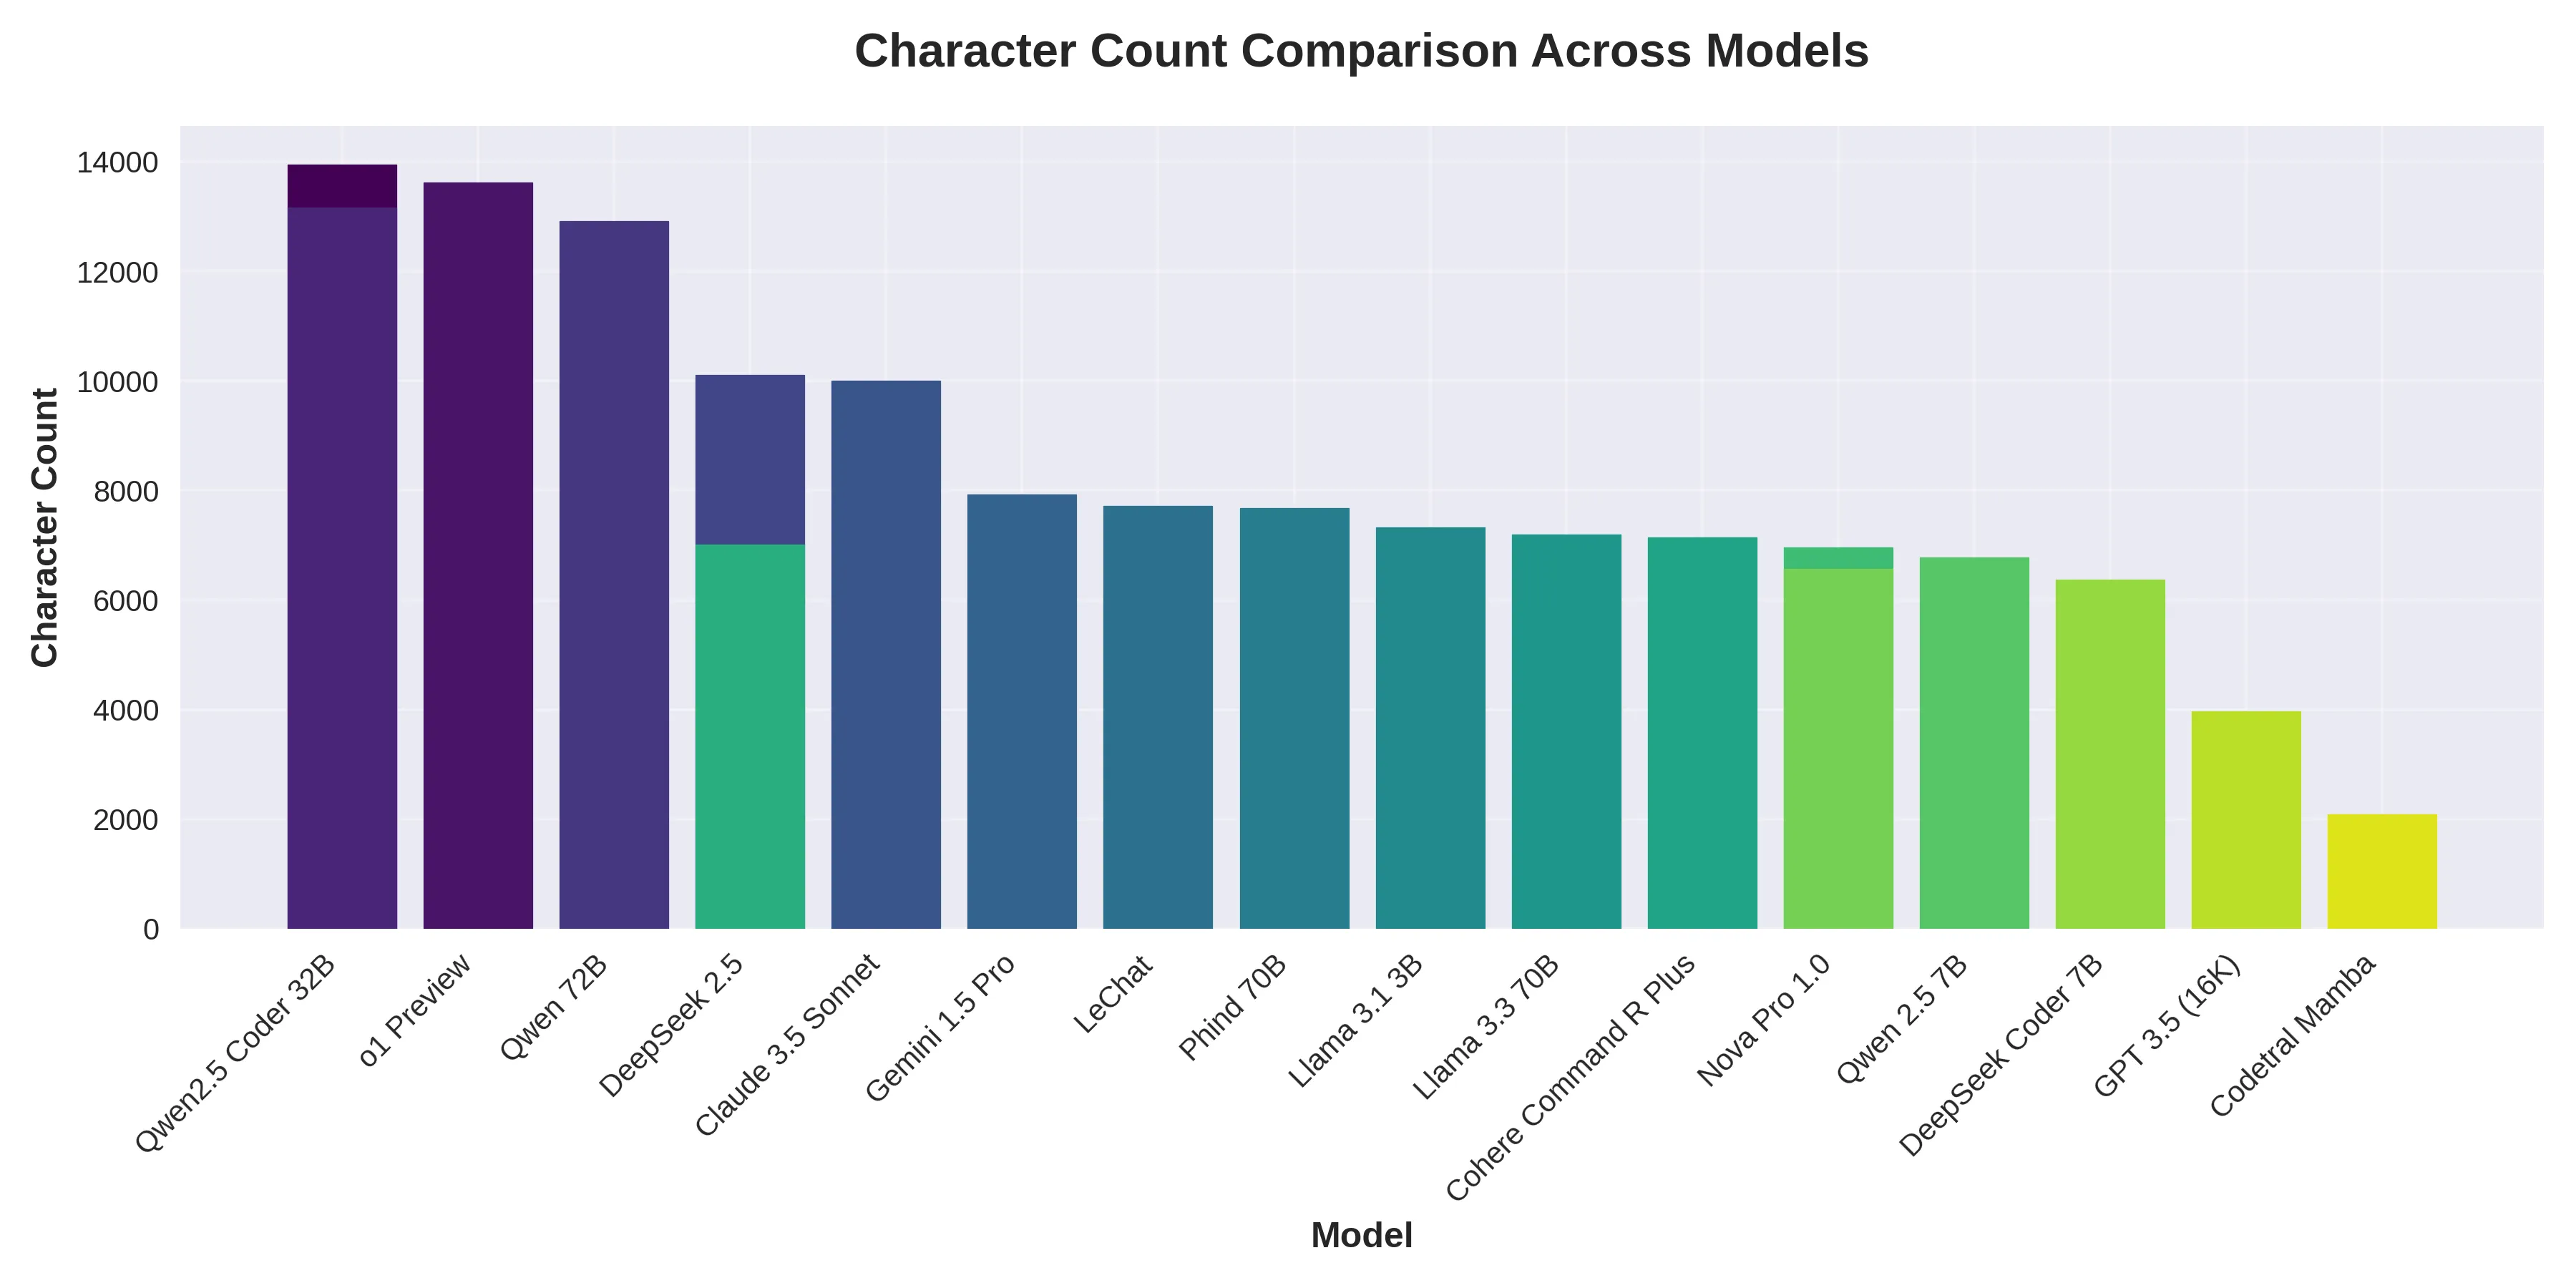 Character Count Comparison Across Models
Character Count
14000
12000
10000
8000
6000
4000
2000
0
Qwen2.5 Coder 32B
o1 Preview
Qwen 72B
DeepSeek 2.5
Claude 3.5 Sonnet
Gemini 1.5 Pro
LeChat
Phind 70B
Llama 3.1 3B
Llama 3.3 70B
Cohere Command R Plus
Nova Pro 1.0
Qwen 2.5 7B
DeepSeek Coder 7B
GPT 3.5 (16K)
Codetral Mamba
Model